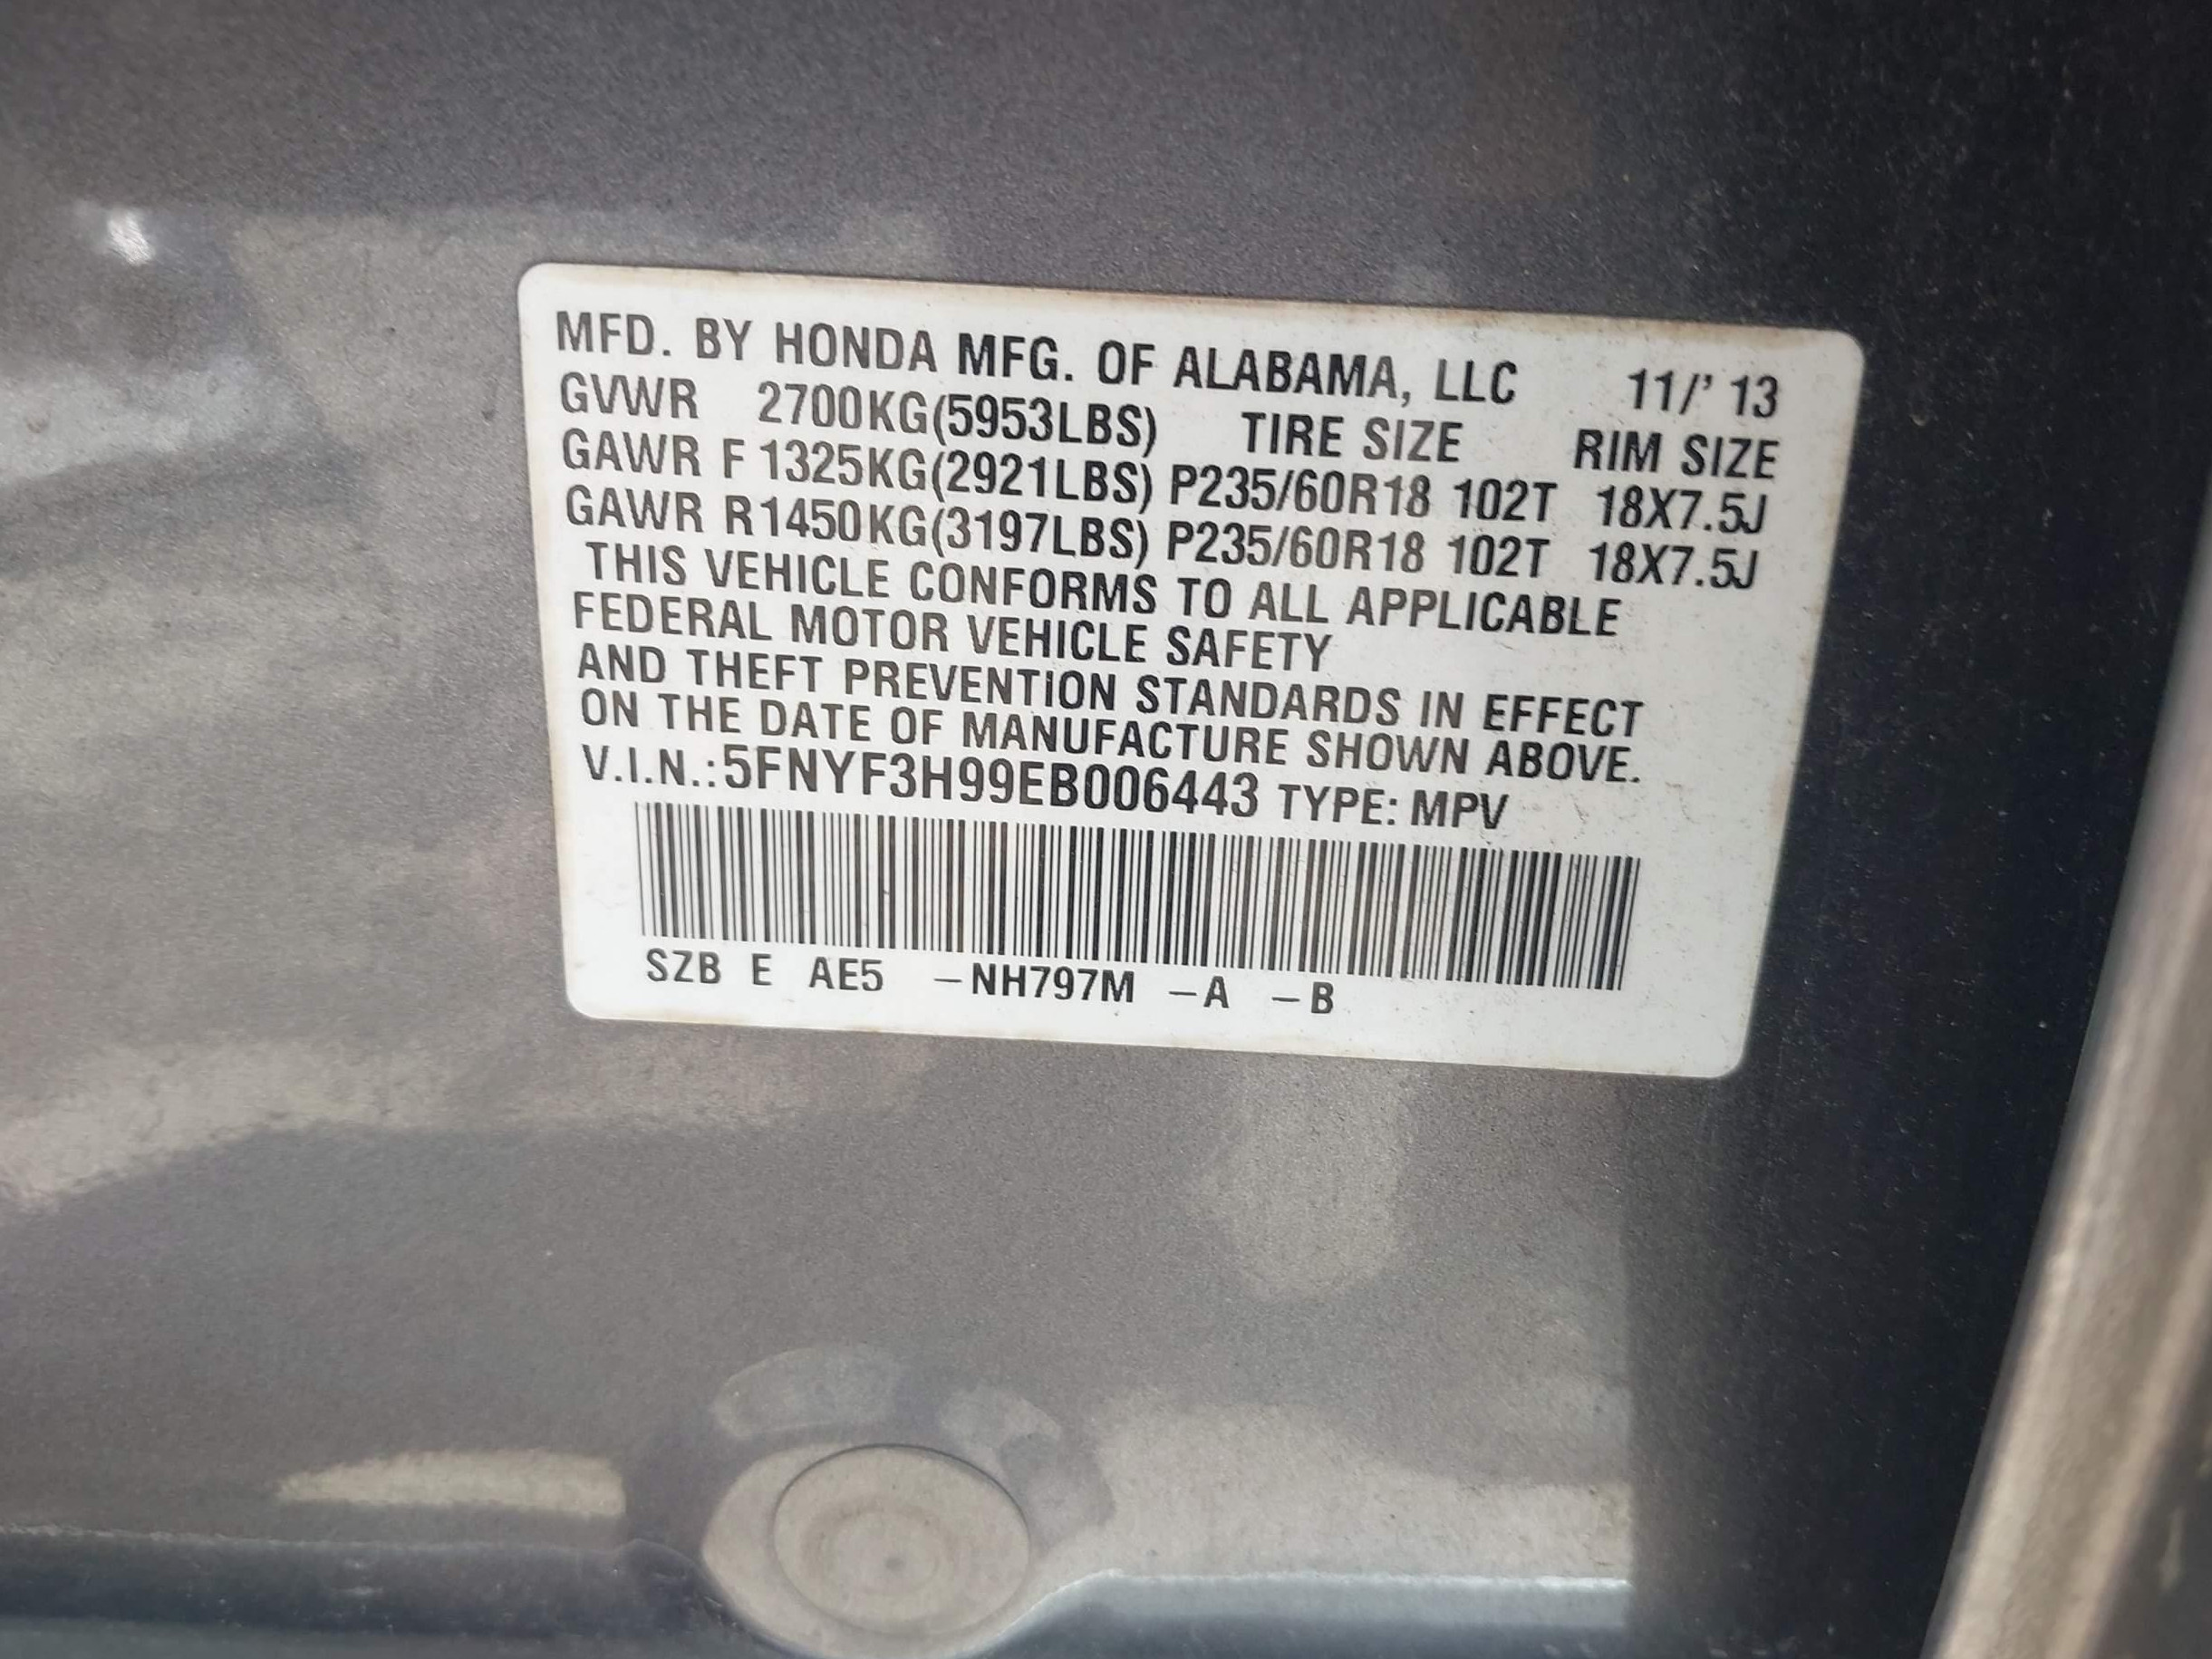 MFD. BY HONDA MFG. OF ALABAMA, LLC 11/' 13
GVWR 2700KG(5953LBS) TIRE SIZE RIM SIZE
GAWR F 1325KG(2921LBS) P235/60R18 102T 18X7.5J
GAWR R1450KG(3197LBS) P235/60R18 102T 18X7.5J
THIS VEHICLE CONFORMS TO ALL APPLICABLE
FEDERAL MOTOR VEHICLE SAFETY
AND THEFT PREVENTION STANDARDS IN EFFECT
ON THE DATE OF MANUFACTURE SHOWN ABOVE.
V.I.N.:5FNYF3H99EB006443 TYPE: MPV
SZB E AE5 –NH797M –A –B